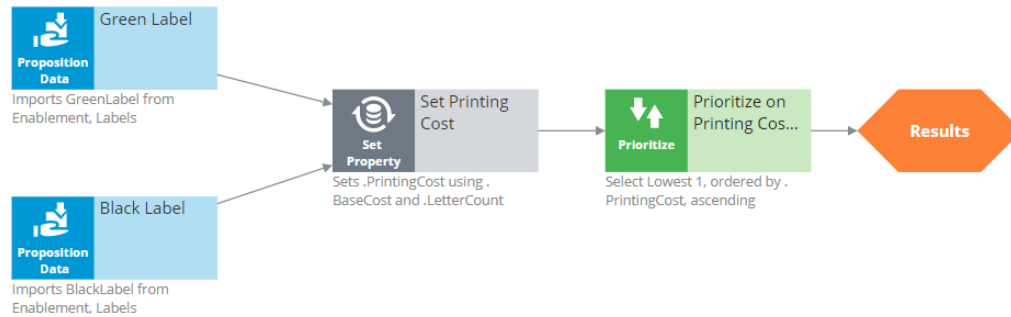 Green Label
Proposition
Data
Imports GreenLabel from
Enablement, Labels
Set Printing
Cost
Set
Property
Sets .PrintingCost using .
BaseCost and .LetterCount
Prioritize on
Printing Cos...
Prioritize
Select Lowest 1, ordered by .
PrintingCost, ascending
Results
Black Label
Proposition
Data
Imports BlackLabel from
Enablement, Labels